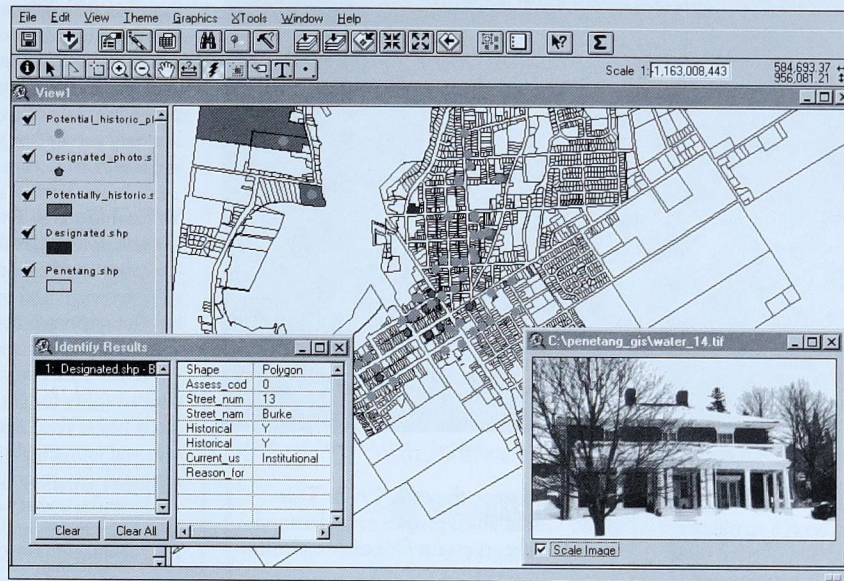 File Edit View Theme Graphics XTools Window Help
Scale 1: -1,163,008,443 584,693.37
956,081.21
View1
Potential_historic_pl
Designated_photo.s
Potentially_historic.s
Designated.shp
Penetang.shp
Identify Results
1: Designated.shp - B
Shape Polygon
Assess_cod 0
Street_num 13
Street_nam Burke
Historical Y
Historical Y
Current_us Institutional
Reason_for
Clear Clear All
C:\penetang_gis\water_14.tif
Scale Image